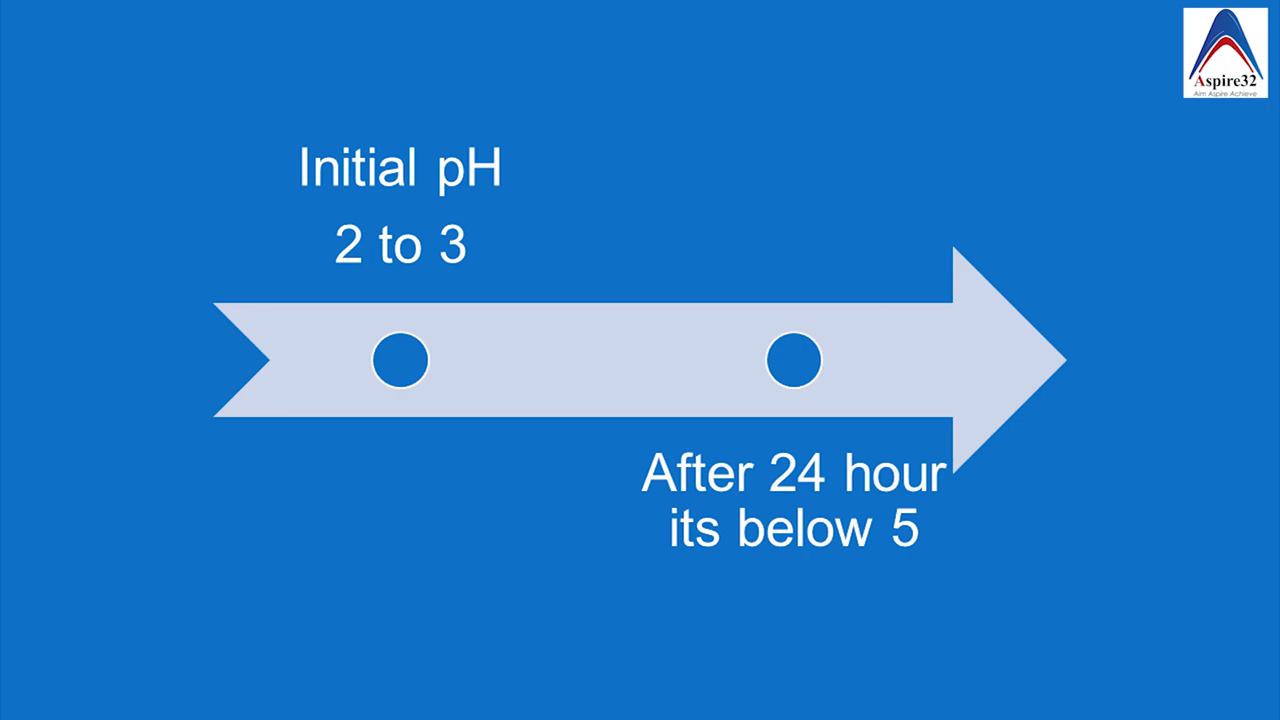 Aspire32
Aim Aspire Achieve
Initial pH
2 to 3
After 24 hour
its below 5